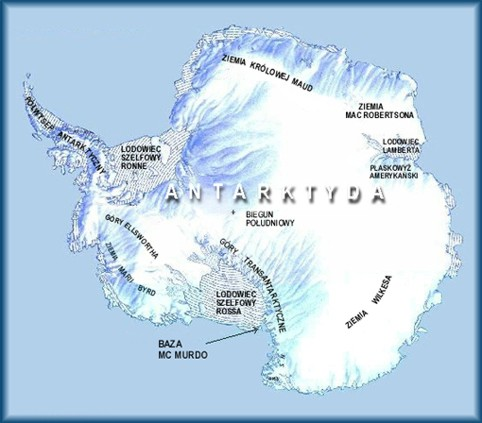 ZIEMIA KRÓLOWEJ MAUD
ZIEMIA
MAC ROBERTSONA
PÓŁWYSEP ANTARKTYCZNY
LODOWIEC
SZELFOWY
RONNE
LODOWIEC
LAMBERTA
PŁASKOWYŻ
AMERYKAŃSKI
ANTARKTYDA
BIEGUN
POŁUDNIOWY
GÓRY ELLSWORTHA
ZIEMIA MARII BYRD
GÓRY TRANSANTARKTYCZNE
LODOWIEC
SZELFOWY
ROSSA
ZIEMIA WILKESA
BAZA
MC MURDO